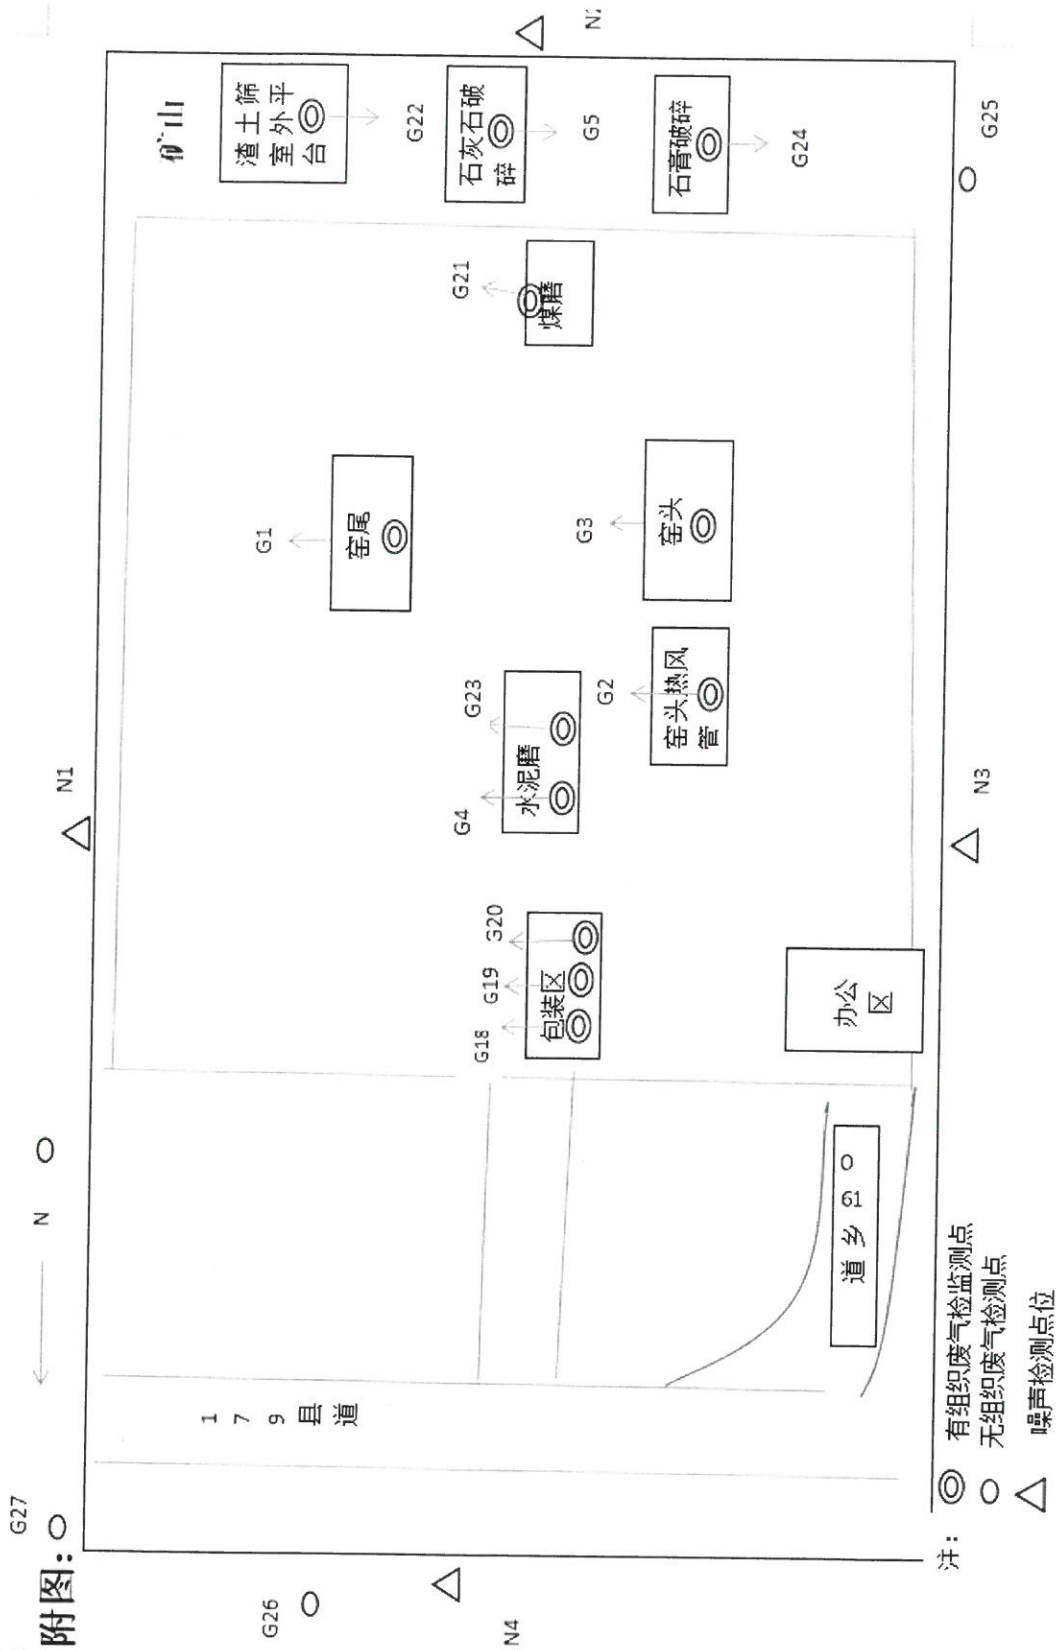 附图:
G27
N
N1
矿山
179县道
渣土筛
室外平
台
G26
G1
窑尾
G22
N4
G18
G19
G20
G4
G23
G21
石灰石破
碎
包装区
水泥磨
煤磨
G5
N2
G2
G3
窑头热风
管
窑头
石膏破碎
G24
办公
区
道 乡 61 0
注:
有组织废气检监测点
无组织废气检测点
噪声检测点位
N3
G25